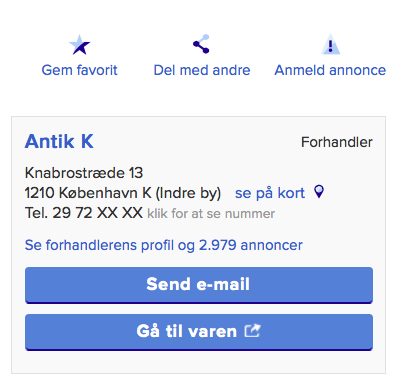 Gem favorit Del med andre Anmeld annonce
Antik K Forhandler
Knabrostræde 13
1210 København K (Indre by) se på kort
Tel. 29 72 XX XX klik for at se nummer
Se forhandlerens profil og 2.979 annoncer
Send e-mail
Gå til varen